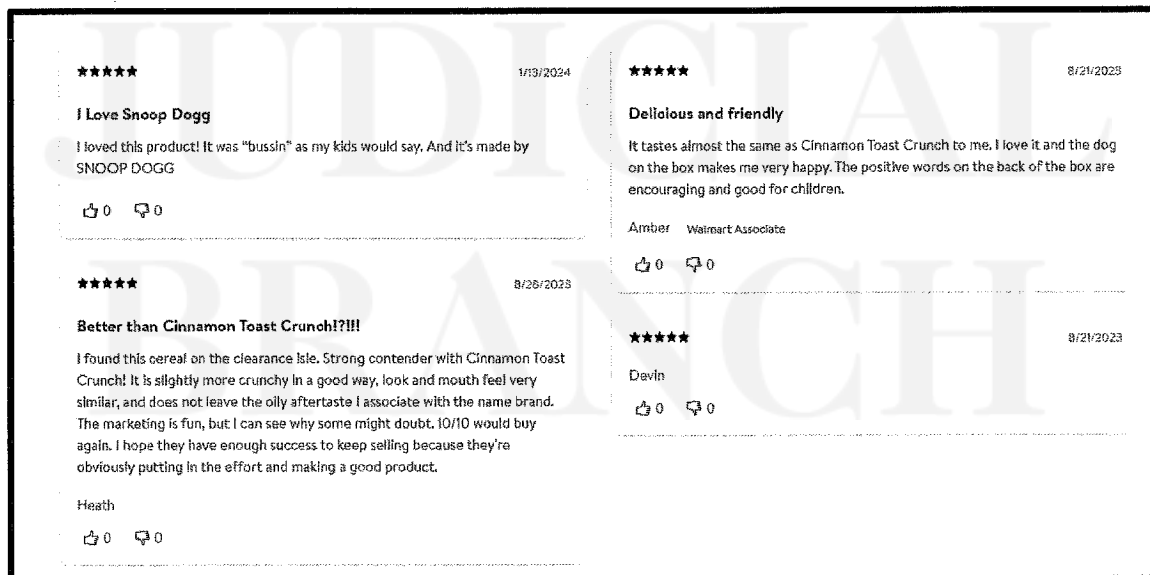 JUDICIAL
BRANCH
★★★★★ 1/13/2024
I Love Snoop Dogg
I loved this product! It was "bussin" as my kids would say. And it's made by
SNOOP DOGG
0 0
★★★★★ 8/26/2023
Better than Cinnamon Toast Crunch!?!!!
I found this cereal on the clearance isle. Strong contender with Cinnamon Toast
Crunch! It is slightly more crunchy in a good way, look and mouth feel very
similar, and does not leave the oily aftertaste I associate with the name brand.
The marketing is fun, but I can see why some might doubt. 10/10 would buy
again. I hope they have enough success to keep selling because they're
obviously putting in the effort and making a good product.
Heath
0 0
★★★★★ 8/21/2023
Delicious and friendly
It tastes almost the same as Cinnamon Toast Crunch to me. I love it and the dog
on the box makes me very happy. The positive words on the back of the box are
encouraging and good for children.
Amber Walmart Associate
0 0
★★★★★ 8/21/2023
Devin
0 0